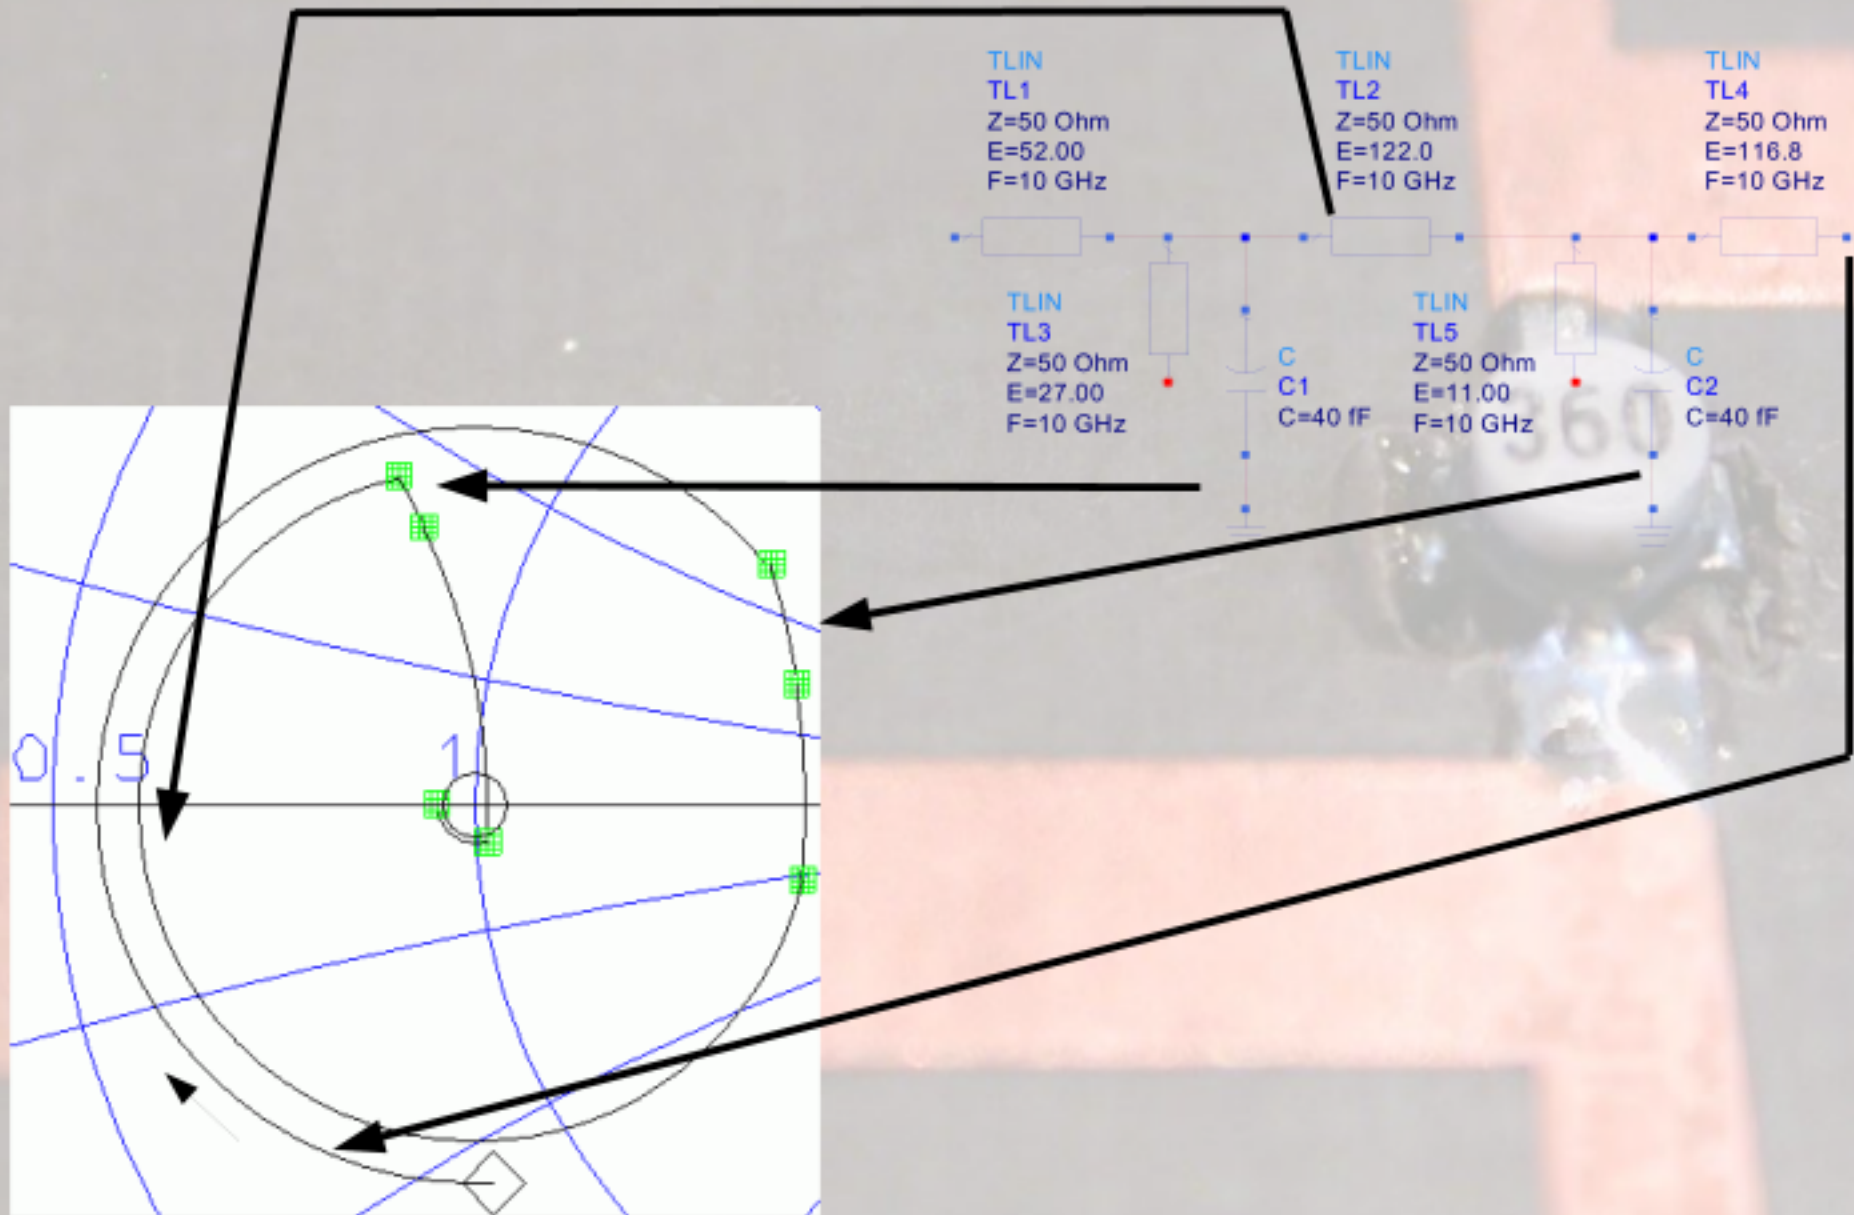 TLIN
TL1
Z=50 Ohm
E=52.00
F=10 GHz
TLIN
TL2
Z=50 Ohm
E=122.0
F=10 GHz
TLIN
TL4
Z=50 Ohm
E=116.8
F=10 GHz
TLIN
TL3
Z=50 Ohm
E=27.00
F=10 GHz
C
C1
C=40 fF
TLIN
TL5
Z=50 Ohm
E=11.00
F=10 GHz
C
C2
C=40 fF
360
0.5
1